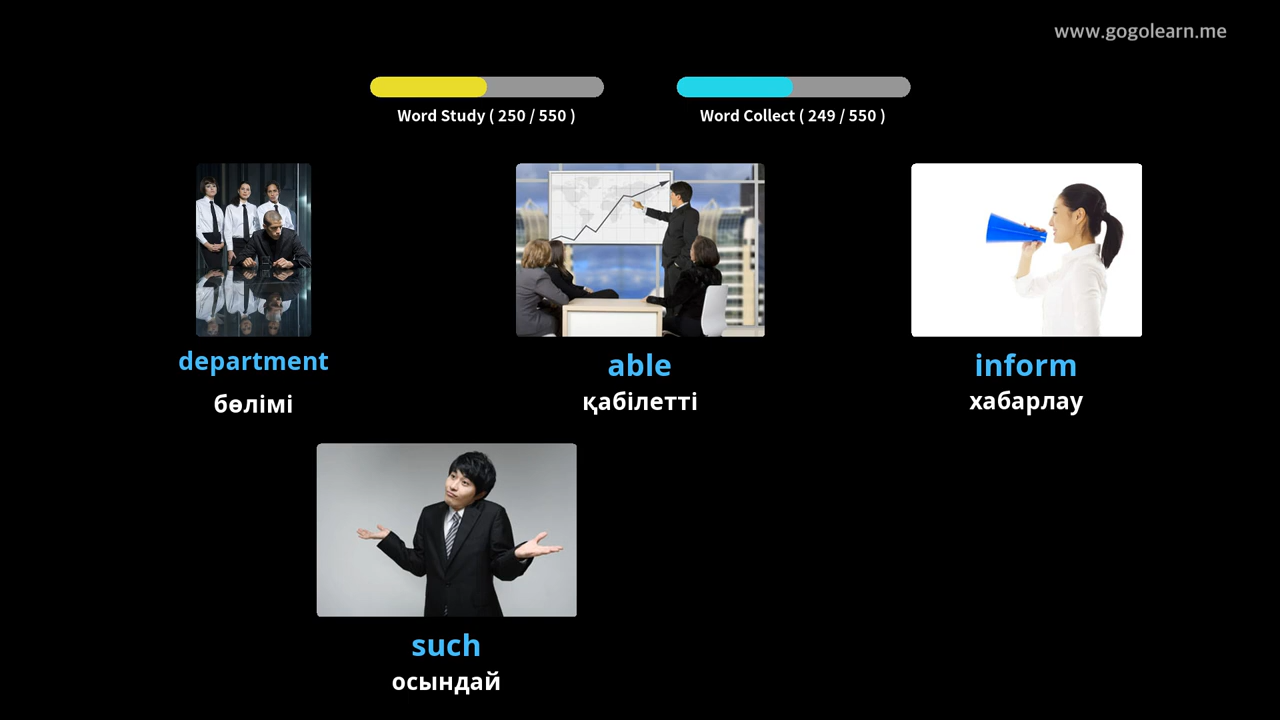 www.gogolearn.me
Word Study ( 250 / 550 )
Word Collect ( 249 / 550 )
department
бөлімі
able
қабілетті
inform
хабарлау
such
осындай